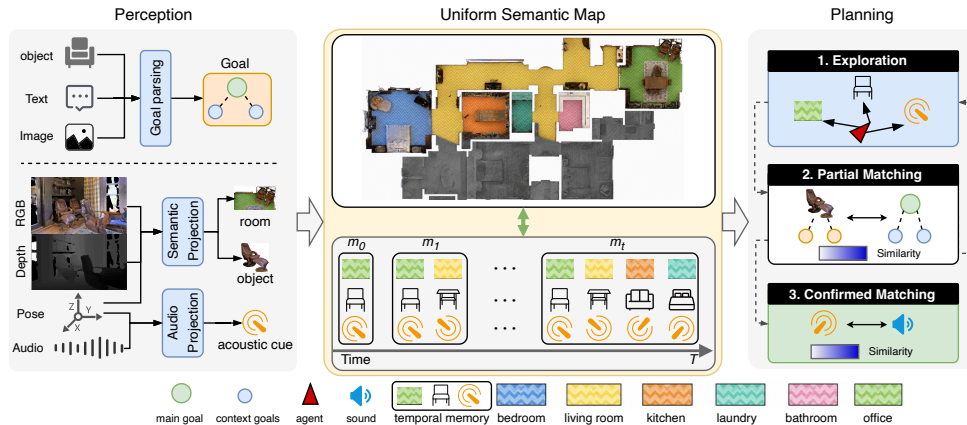 Perception
object
Text
Image
Goal parsing
Goal
RGB
Depth
Pose
Z
Y
X
Audio
Semantic
Projection
Audio
Projection
room
object
acoustic cue
Uniform Semantic Map
m0
m1
mt
...
...
...
Time
T
Planning
1. Exploration
2. Partial Matching
Similarity
3. Confirmed Matching
Similarity
main goal
context goals
agent
sound
temporal memory
bedroom
living room
kitchen
laundry
bathroom
office